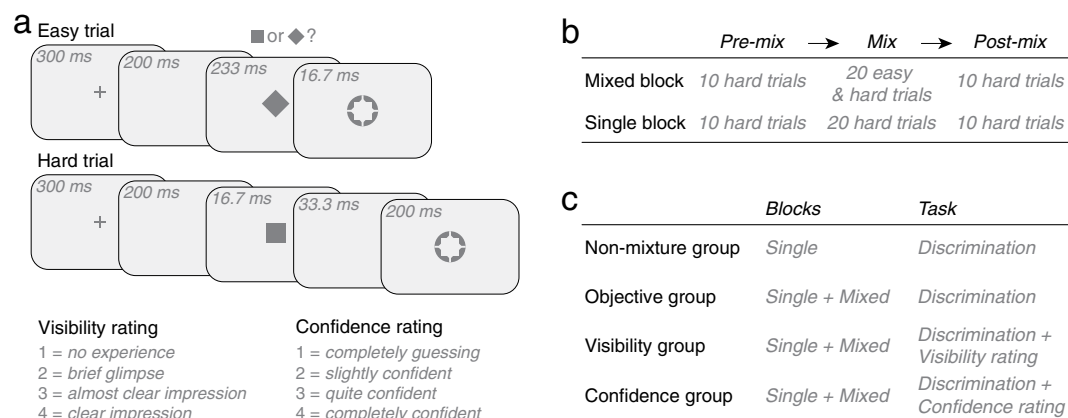 a
Easy trial
■ or ◆ ?
300 ms
200 ms
233 ms
16.7 ms
Hard trial
300 ms
200 ms
16.7 ms
33.3 ms
200 ms
Visibility rating
1 = no experience
2 = brief glimpse
3 = almost clear impression
4 = clear impression
Confidence rating
1 = completely guessing
2 = slightly confident
3 = quite confident
4 = completely confident
b
Pre-mix → Mix → Post-mix
Mixed block 10 hard trials 20 easy & hard trials 10 hard trials
Single block 10 hard trials 20 hard trials 10 hard trials
c
Blocks Task
Non-mixture group Single Discrimination
Objective group Single + Mixed Discrimination
Visibility group Single + Mixed Discrimination + Visibility rating
Confidence group Single + Mixed Discrimination + Confidence rating